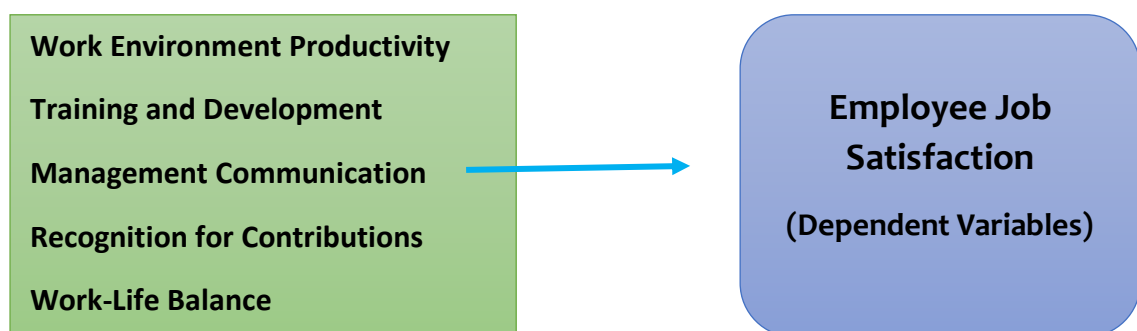 Work Environment Productivity
Training and Development
Management Communication
Recognition for Contributions
Work-Life Balance
Employee Job
Satisfaction
(Dependent Variables)